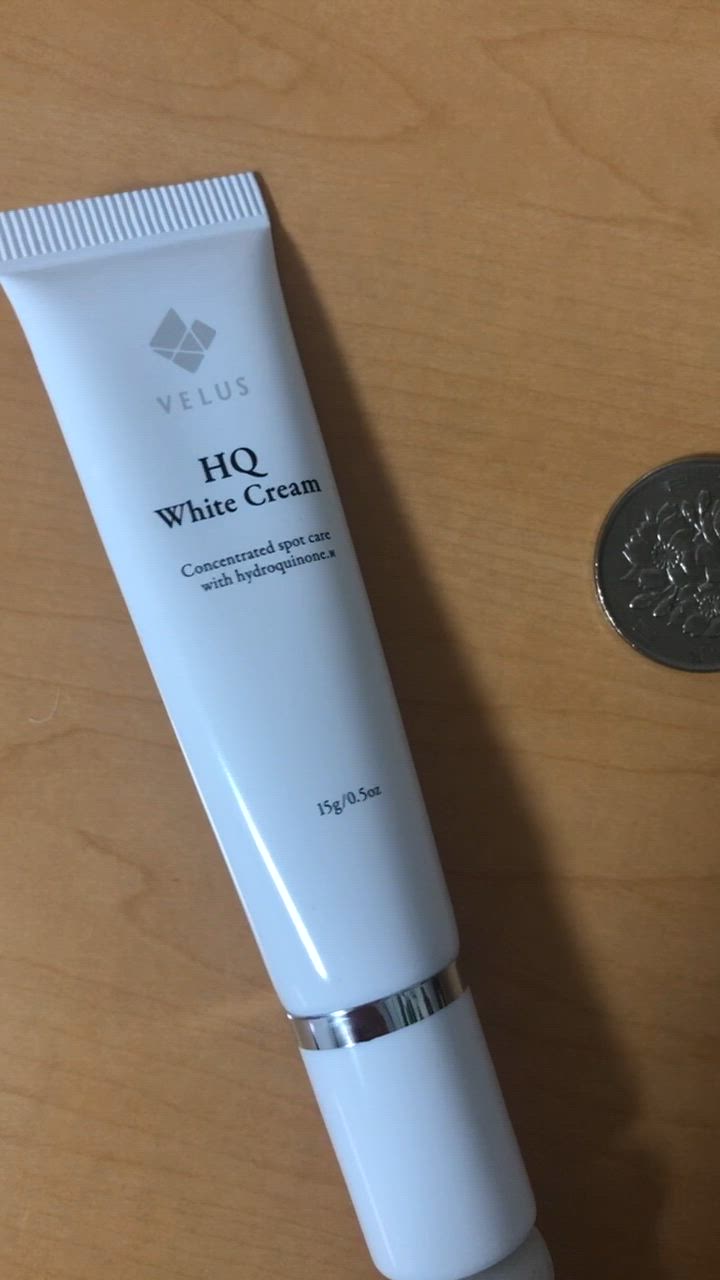 VELUS
HQ
White Cream
Concentrated spot care
with hydroquinone.
15g/0.5oz